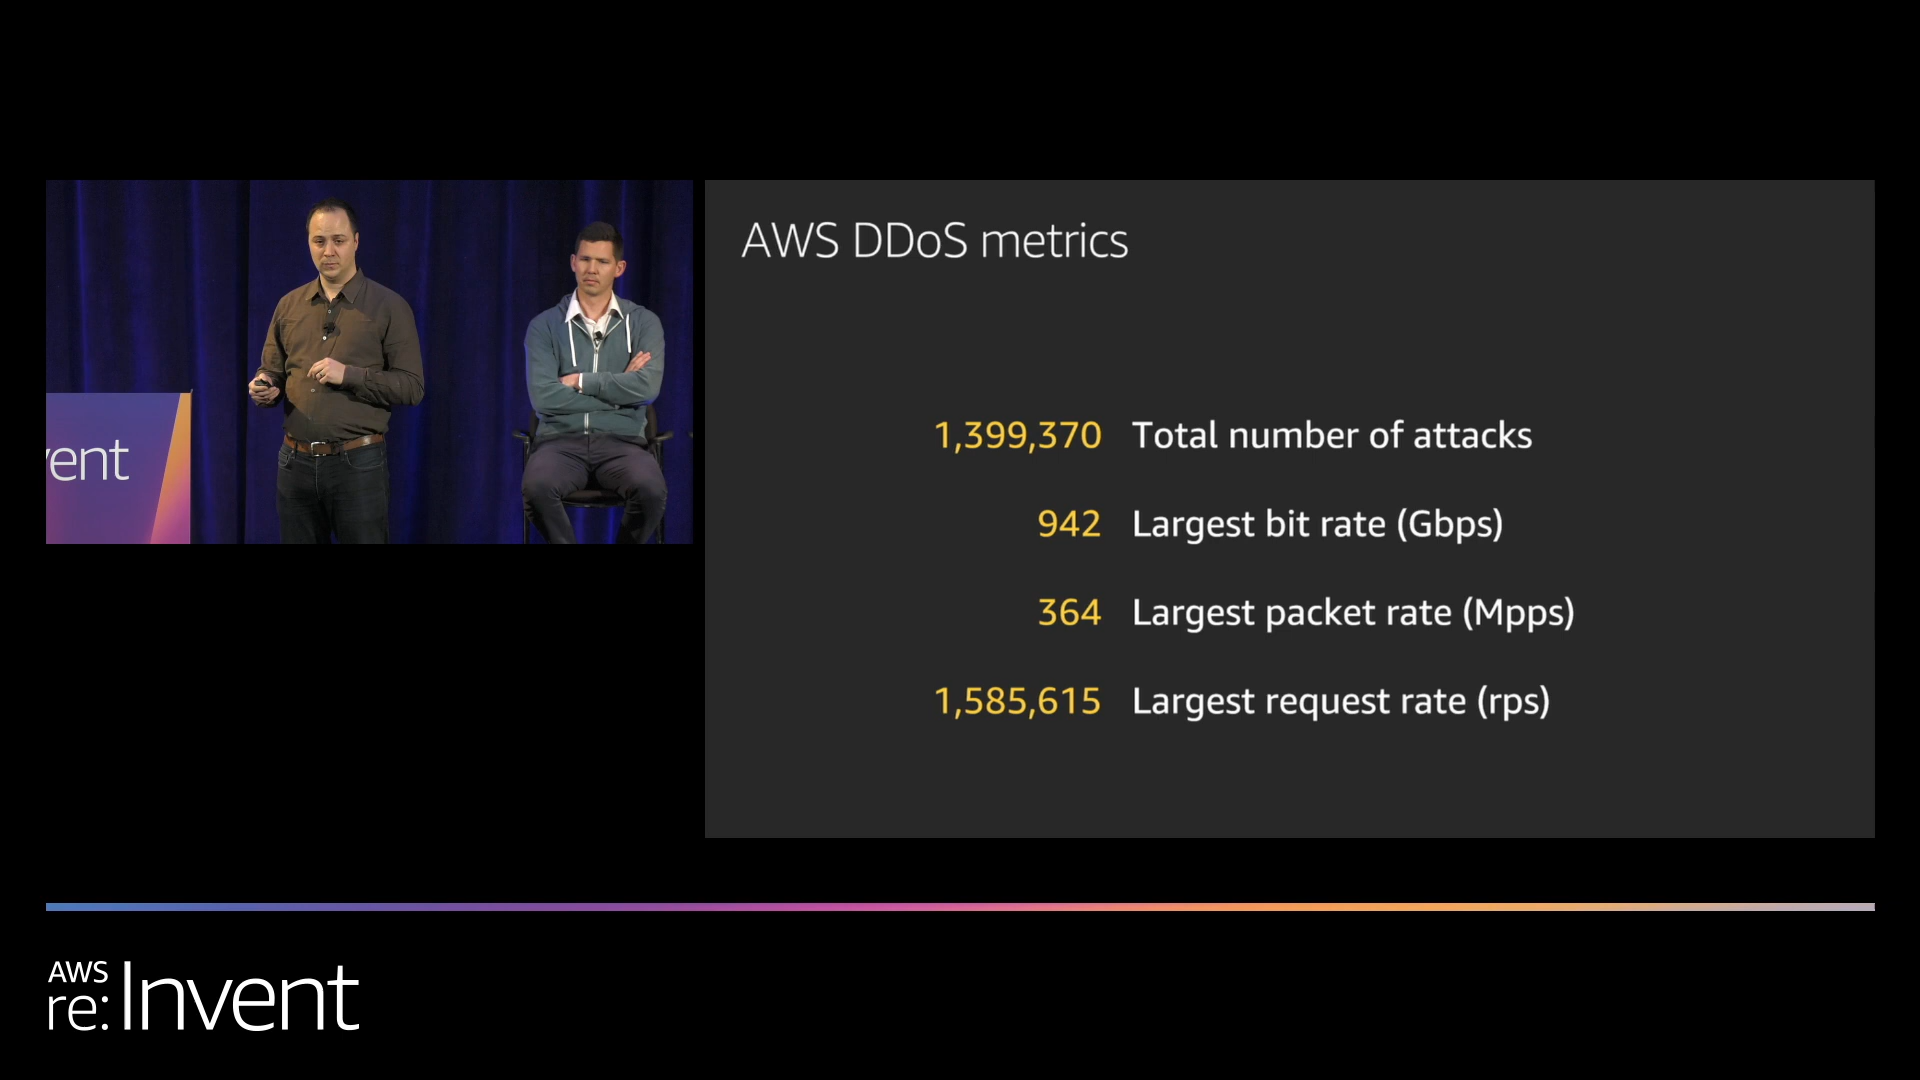 AWS DDoS metrics
1,399,370 Total number of attacks
942 Largest bit rate (Gbps)
364 Largest packet rate (Mpps)
1,585,615 Largest request rate (rps)
vent
AWS
re:Invent